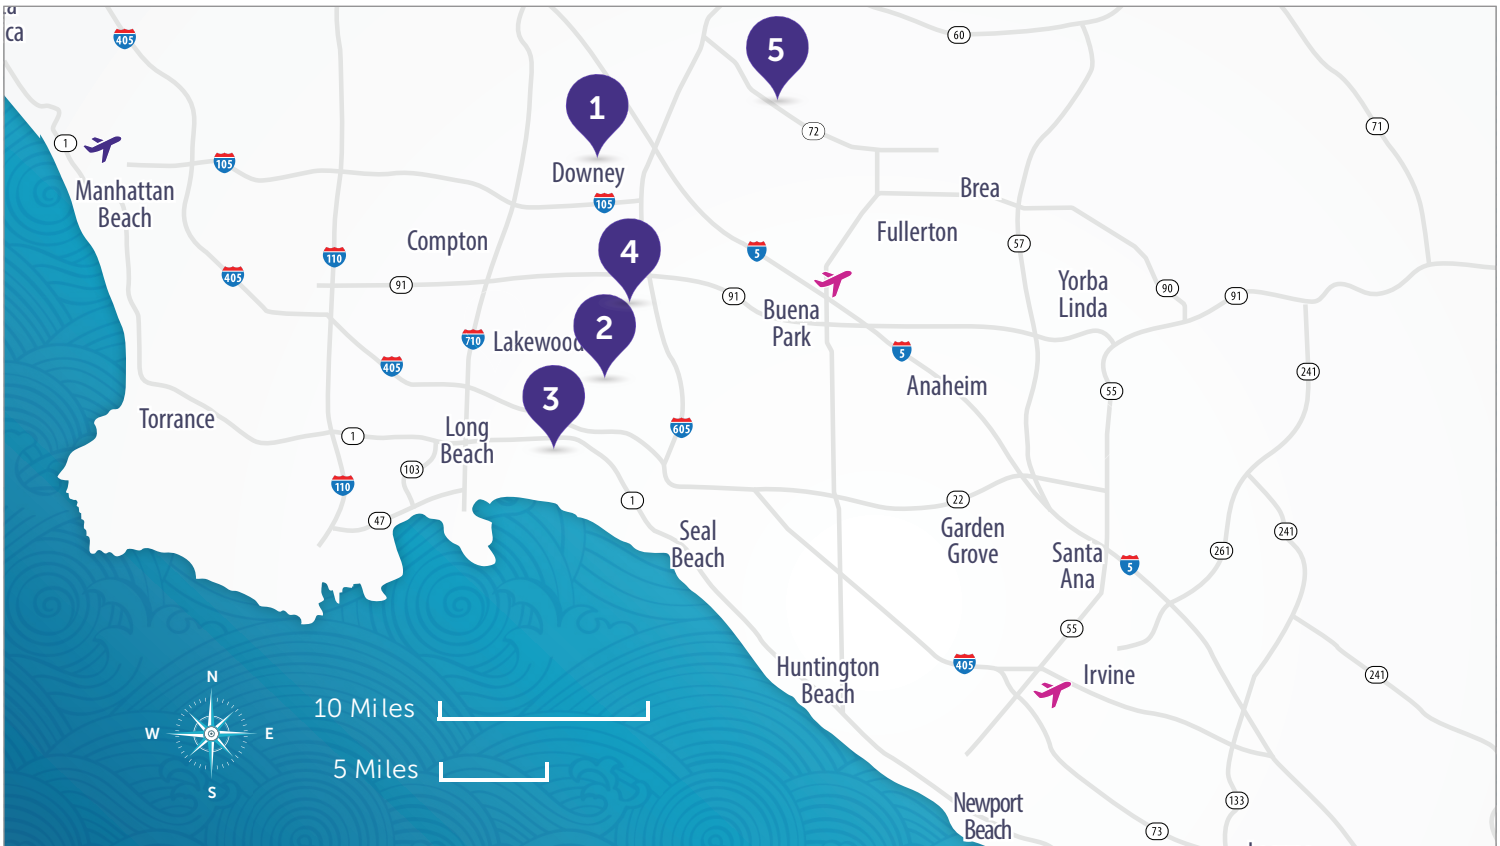 ca
405
60
5
1
72
71
1
105
Manhattan
Beach
Downey
105
Brea
Compton
110
405
4
5
Fullerton
57
91
91
Buena
Park
Yorba
Linda
90
91
710
Lakewood
2
405
5
241
Anaheim
55
3
Torrance
1
Long
Beach
605
103
110
47
1
22
Seal
Beach
Garden
Grove
Santa
Ana
5
261
241
55
Huntington
Beach
405
Irvine
241
N
W
E
S
10 Miles
5 Miles
Newport
Beach
73
133